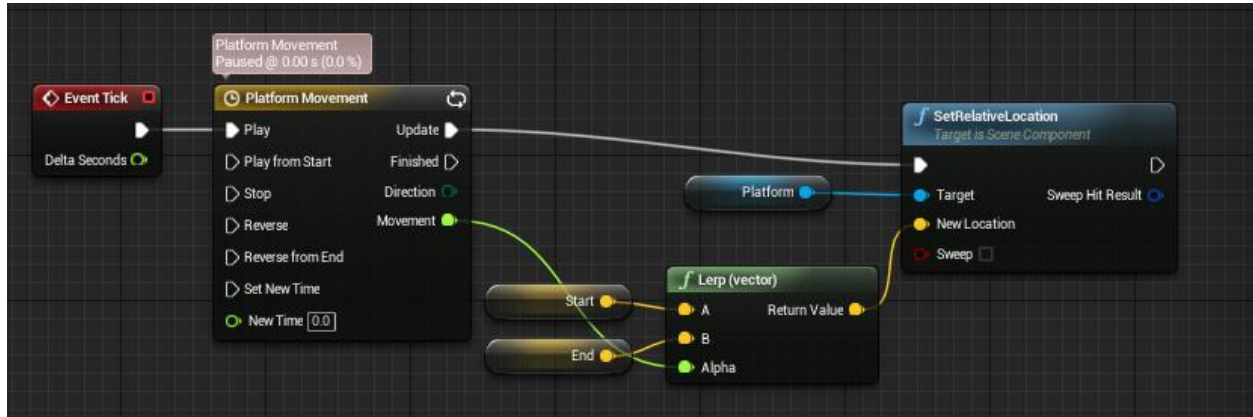 Platform Movement
Paused @ 0.00 s (0.0 %)
Event Tick
Delta Seconds
Platform Movement
Play Update
Play from Start Finished
Stop Direction
Reverse Movement
Reverse from End
Set New Time
New Time 0.0
Platform
Start
End
f Lerp (vector)
A Return Value
B
Alpha
f SetRelativeLocation
Target is Scene Component
Target Sweep Hit Result
New Location
Sweep